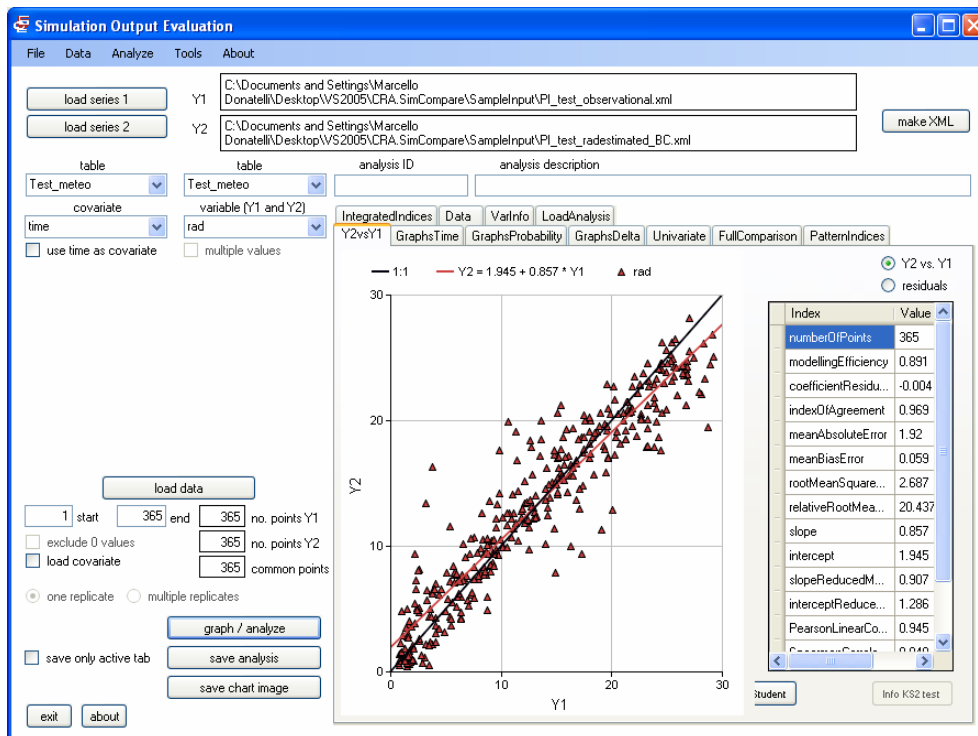 Simulation Output Evaluation
File Data Analyze Tools About
load series 1
Y1
C:\Documents and Settings\Marcello
Donatelli\Desktop\VS2005\CRA.SimCompare\SampleInput\PI_test_observational.xml
load series 2
Y2
C:\Documents and Settings\Marcello
Donatelli\Desktop\VS2005\CRA.SimCompare\SampleInput\PI_test_radestimated_BC.xml
make XML
table table analysis ID analysis description
Test_meteo Test_meteo
covariate variable (Y1 and Y2)
time rad
use time as covariate multiple values
IntegratedIndices Data VarInfo LoadAnalysis
Y2vsY1 GraphsTime GraphsProbability GraphsDelta Univariate FullComparison PatternIndices
1:1 Y2 = 1.945 + 0.857 * Y1 rad
Y2 vs. Y1
residuals
30
20
10
0
Y2
0 10 20 30
Y1
Index Value
numberOfPoints 365
modellingEfficiency 0.891
coefficientResidu... -0.004
indexOfAgreement 0.969
meanAbsoluteError 1.92
meanBiasError 0.059
rootMeanSquare... 2.687
relativeRootMea... 20.437
slope 0.857
intercept 1.945
slopeReducedM... 0.907
interceptReduce... 1.286
PearsonLinearCo... 0.945
load data
1 start 365 end 365 no. points Y1
exclude 0 values 365 no. points Y2
load covariate 365 common points
one replicate multiple replicates
graph / analyze
save only active tab save analysis
save chart image
exit about
Student Info KS2 test